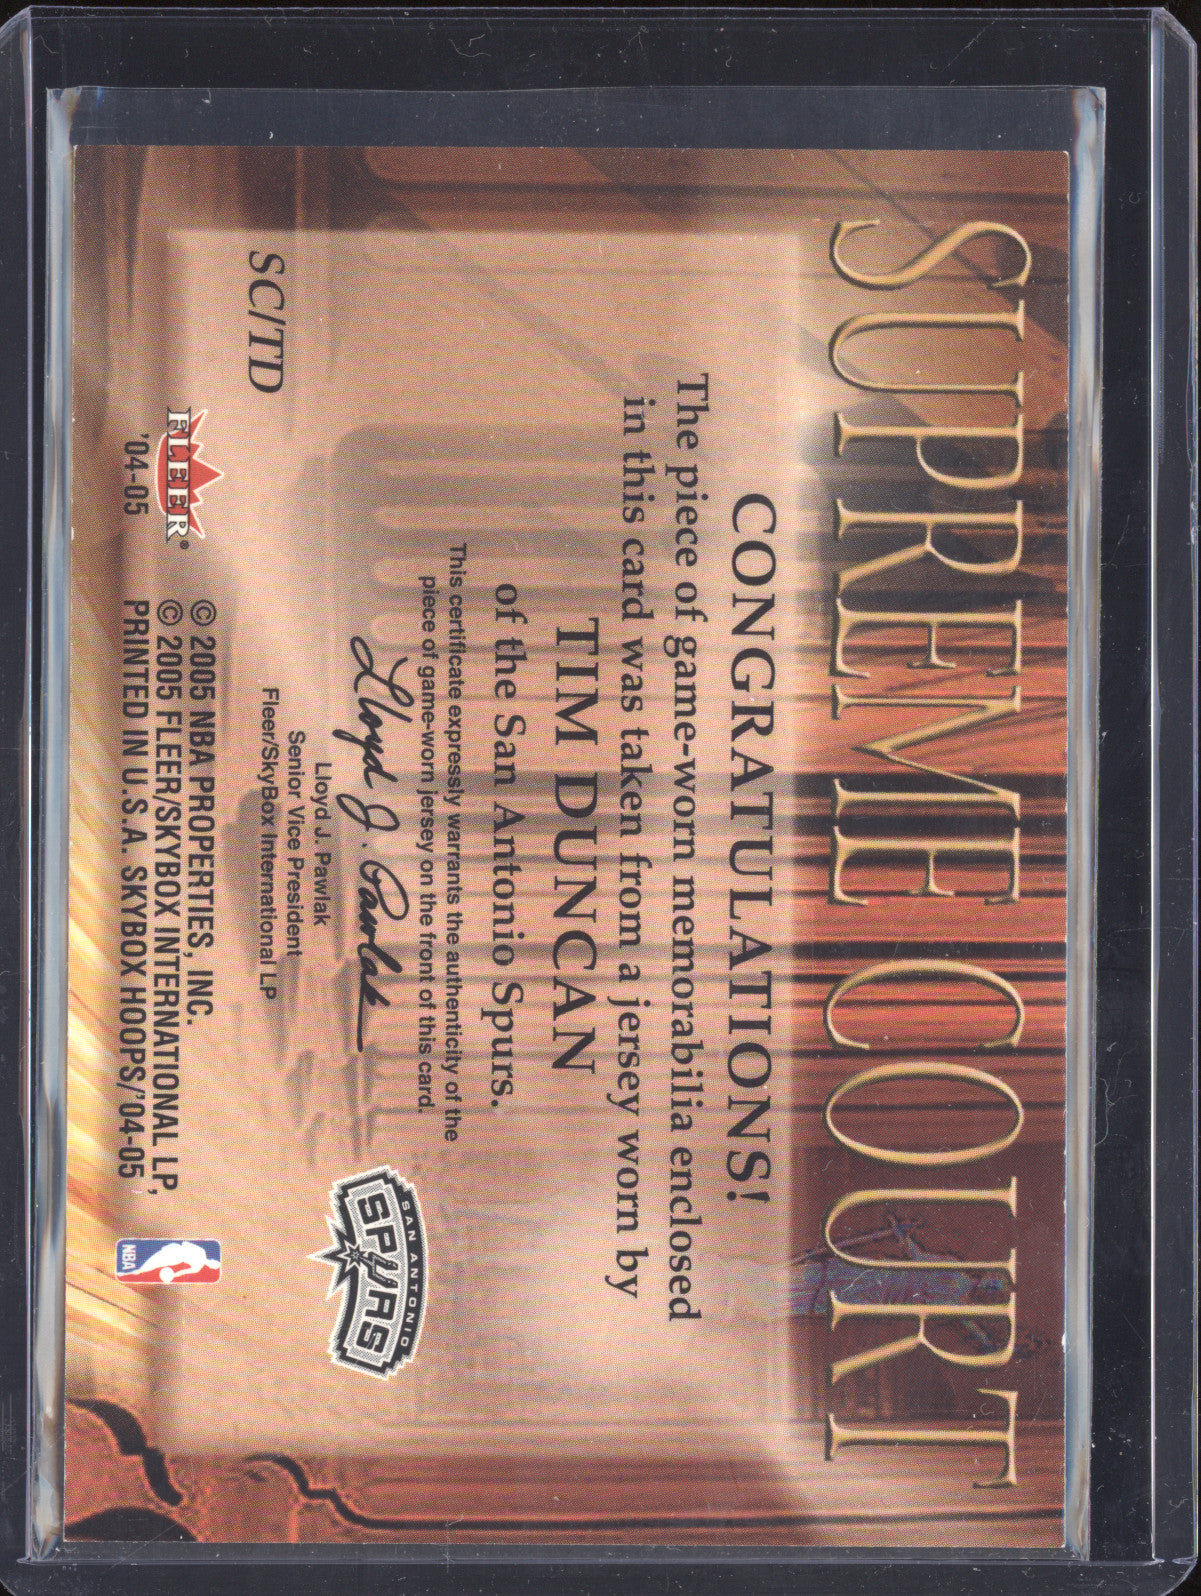 SUPREME COURT
CONGRATULATIONS!
The piece of game-worn memorabilia enclosed
in this card was taken from a jersey worn by
TIM DUNCAN
of the San Antonio Spurs.
This certificate expressly warrants the authenticity of the
piece of game-worn jersey on the front of this card.
Lloyd J. Pawlak
Lloyd J. Pawlak
Senior Vice President
Fleer/SkyBox International LP
SAN ANTONIO
SPURS
SC/TD
FLEER®
'04-05
© 2005 NBA PROPERTIES, INC.
© 2005 FLEER/SKYBOX INTERNATIONAL LP,
PRINTED IN U.S.A. SKYBOX HOOPS/'04-05
NBA